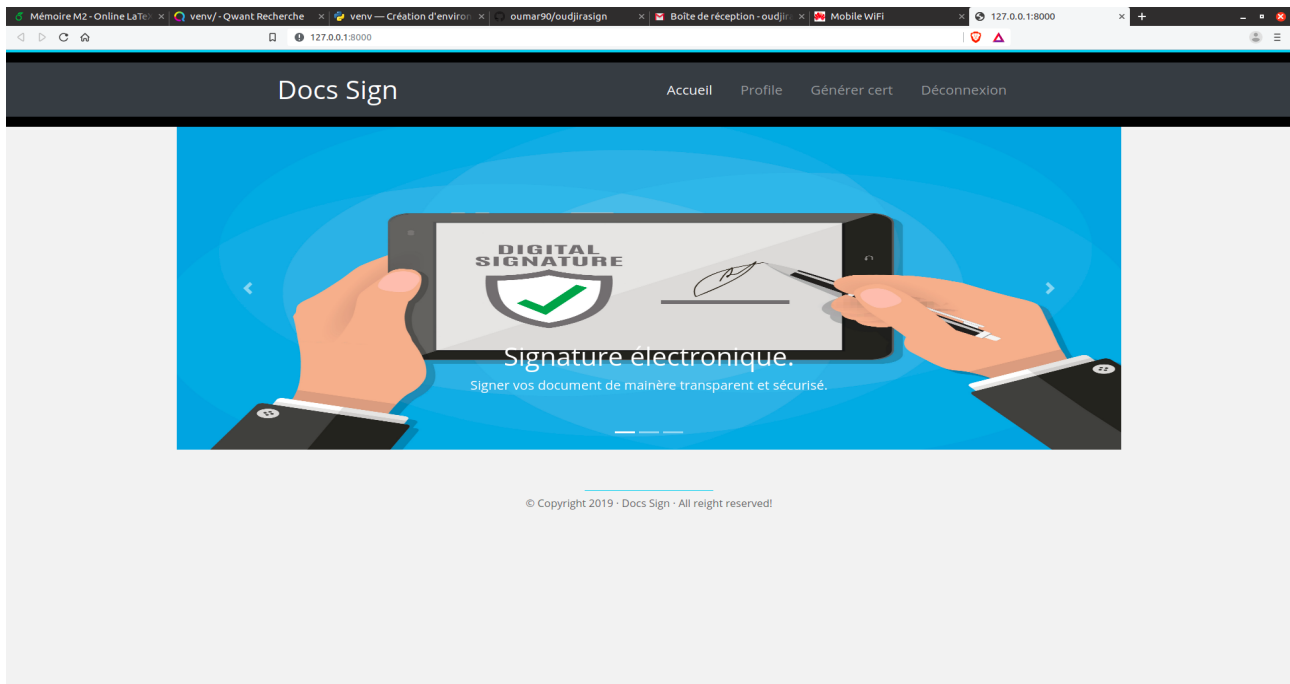 Mémoire M2 - Online LaTeX
venv/ - Qwant Recherche
venv — Création d'environ
oumar90/oudjirasign
Boîte de réception - oudjira
Mobile WiFi
127.0.0.1:8000
127.0.0.1:8000
Docs Sign
Accueil
Profile
Générer cert
Déconnexion
DIGITAL
SIGNATURE
Signature électronique.
Signer vos document de mainère transparent et sécurisé.
© Copyright 2019 · Docs Sign · All reight reserved!